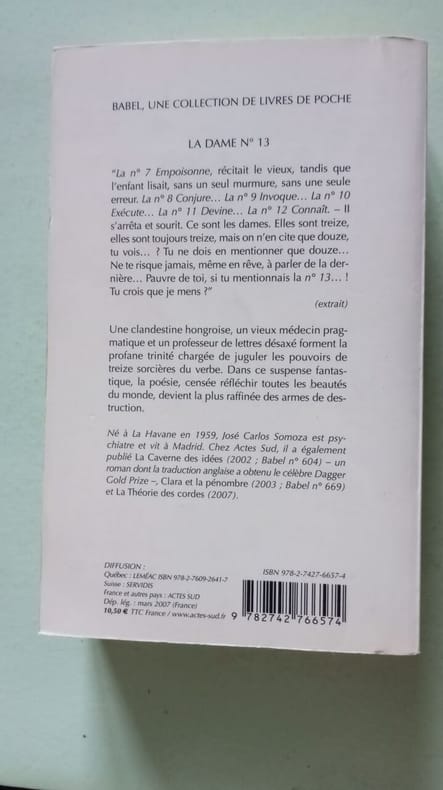 BABEL, UNE COLLECTION DE LIVRES DE POCHE
LA DAME N° 13
“La n° 7 Empoisonne, récitait le vieux, tandis que
l'enfant lisait, sans un seul murmure, sans une seule
erreur. La n° 8 Conjure… La n° 9 Invoque… La n° 10
Exécute… La n° 11 Devine… La n° 12 Connaît. – Il
s'arrêta et sourit. Ce sont les dames. Elles sont treize,
elles sont toujours treize, mais on n'en cite que douze,
tu vois… ? Tu ne dois en mentionner que douze…
Ne te risque jamais, même en rêve, à parler de la der-
nière… Pauvre de toi, si tu mentionnais la n° 13… !
Tu crois que je mens ?”
(extrait)
Une clandestine hongroise, un vieux médecin prag-
matique et un professeur de lettres désaxé forment la
profane trinité chargée de juguler les pouvoirs de
treize sorcières du verbe. Dans ce suspense fantas-
tique, la poésie, censée réfléchir toutes les beautés
du monde, devient la plus raffinée des armes de des-
truction.
Né à La Havane en 1959, José Carlos Somoza est psy-
chiatre et vit à Madrid. Chez Actes Sud, il a également
publié La Caverne des idées (2002 ; Babel n° 604) – un
roman dont la traduction anglaise a obtenu le célèbre Dagger
Gold Prize –, Clara et la pénombre (2003 ; Babel n° 669)
et La Théorie des cordes (2007).
DIFFUSION :
Québec : LEMÉAC ISBN 978-2-7609-2641-7
Suisse : SERVIDIS
France et autres pays : ACTES SUD
Dép. lég. : mars 2007 (France)
10,50 € TTC France / www.actes-sud.fr
ISBN 978-2-7427-6657-4
9 782742 766574